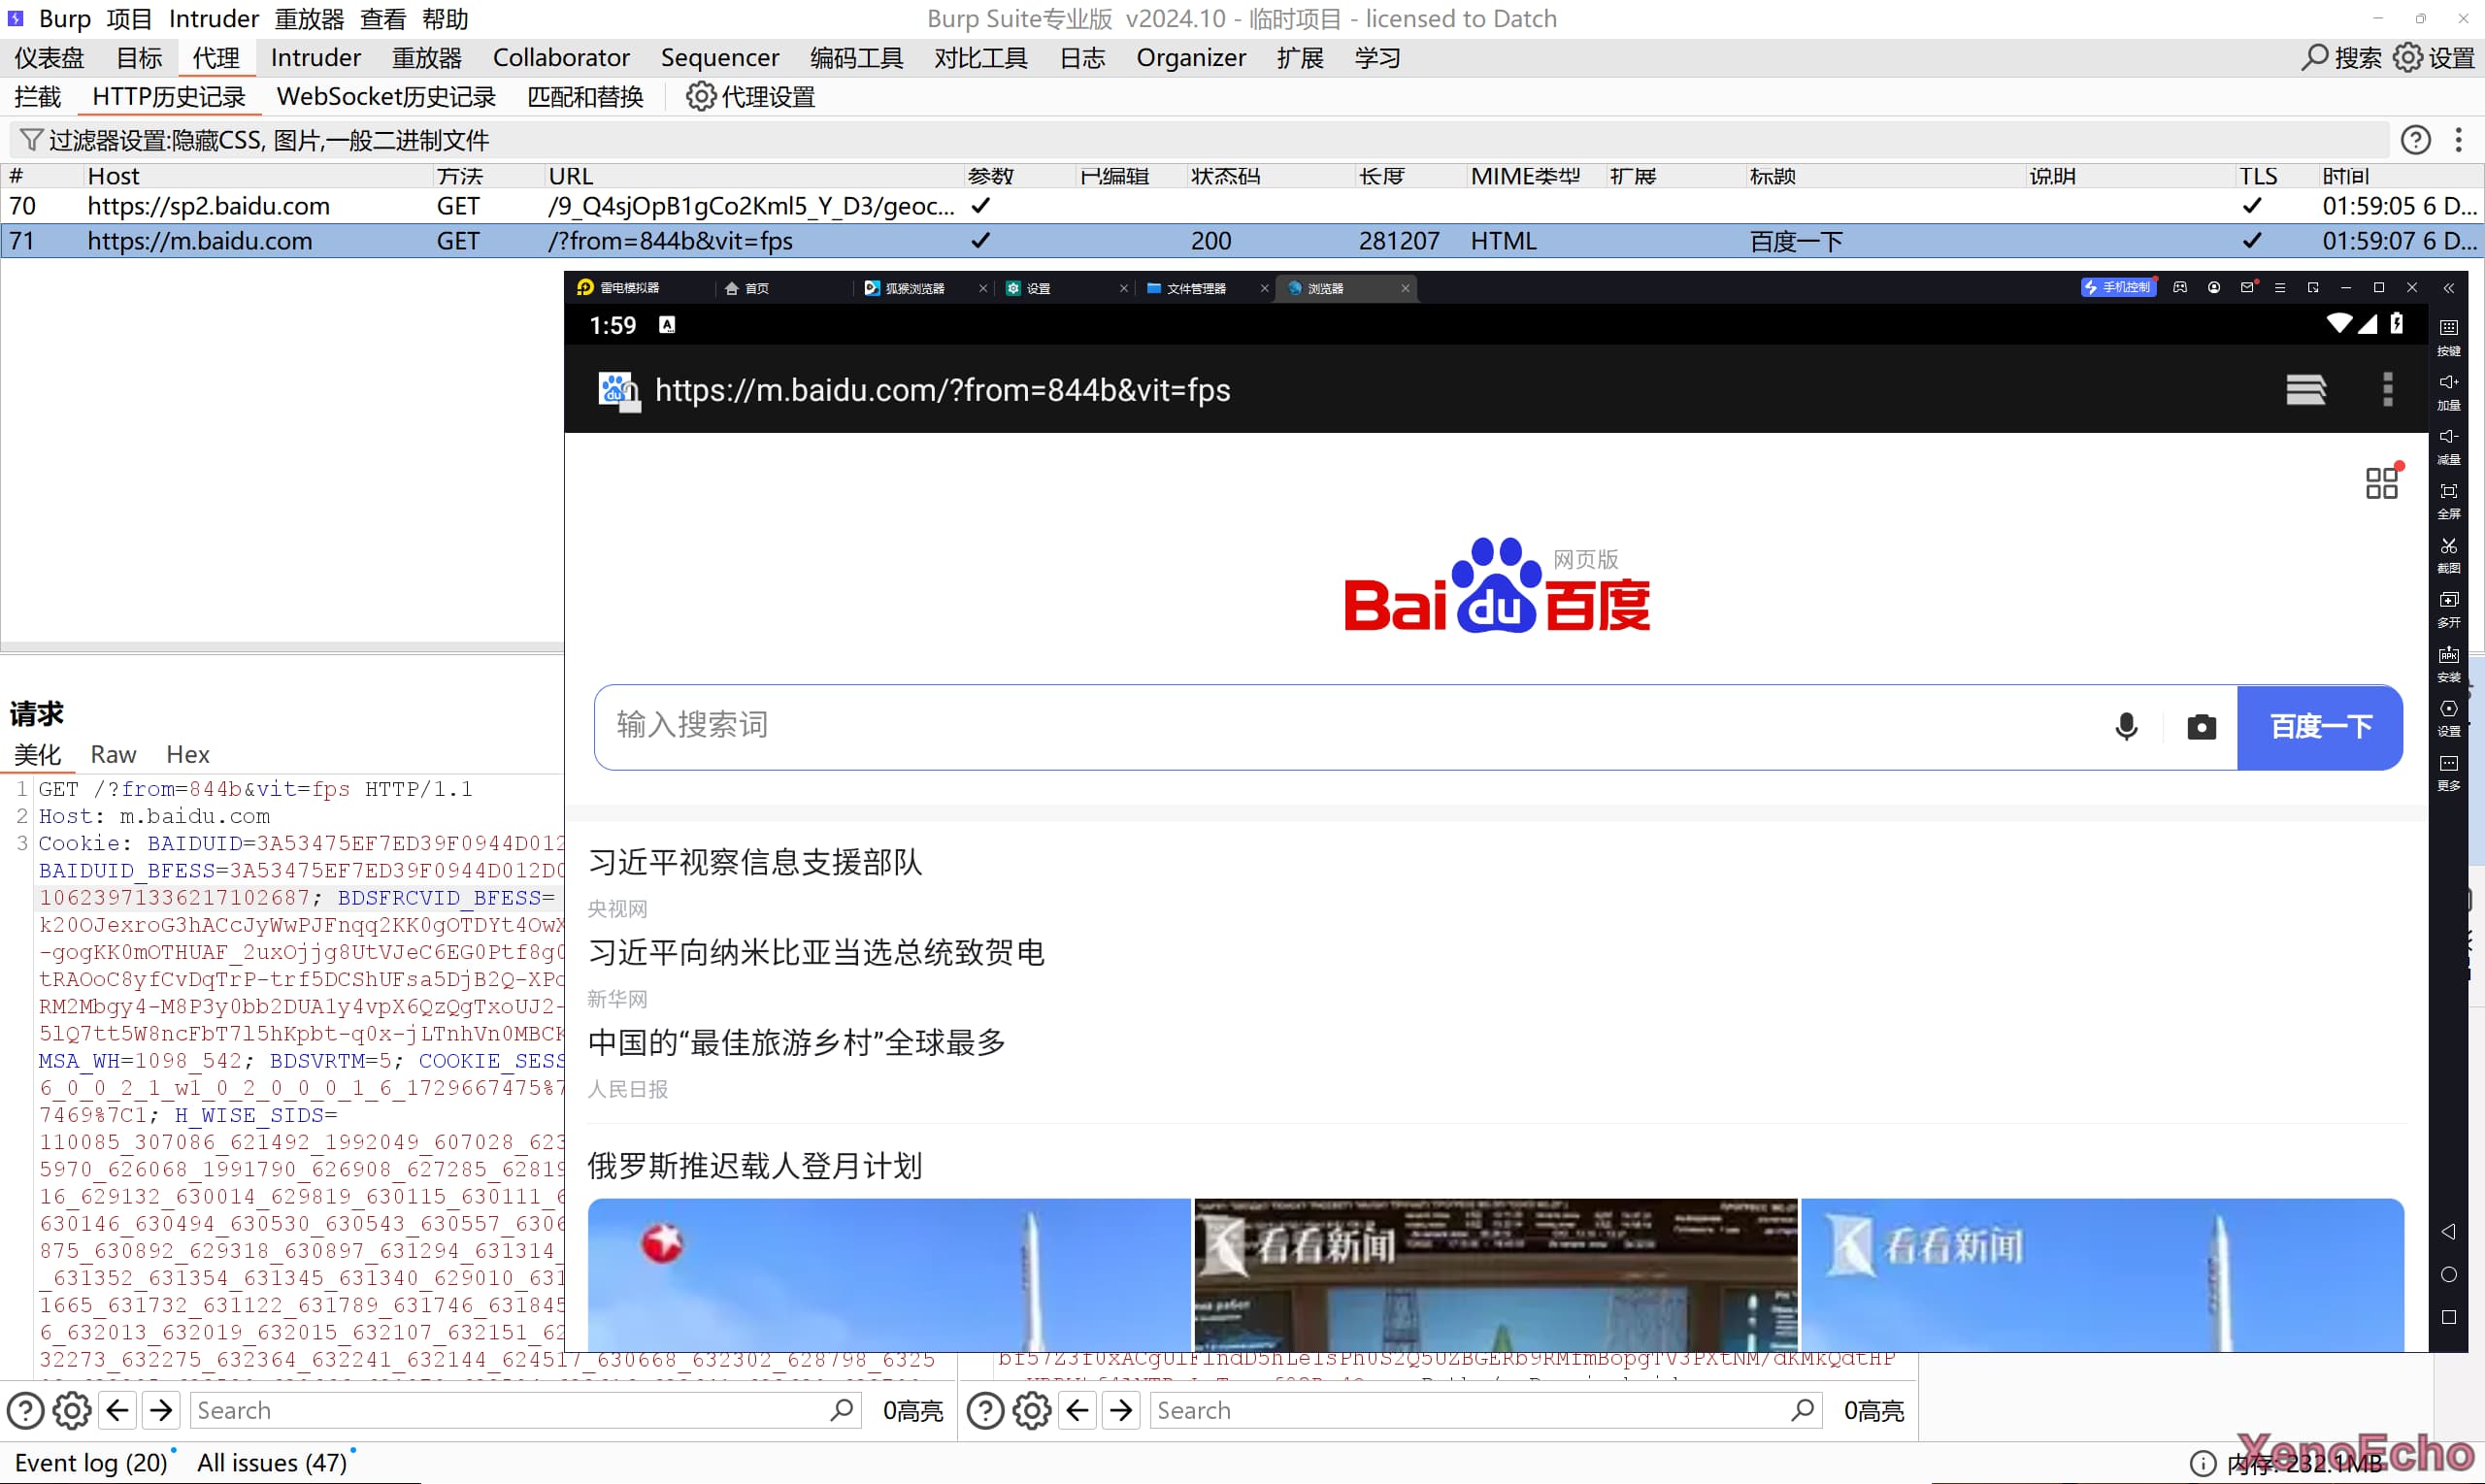 Burp 项目 Intruder 重放器 查看 帮助 Burp Suite专业版 v2024.10 - 临时项目 - licensed to Datch
仪表盘 目标 代理 Intruder 重放器 Collaborator Sequencer 编码工具 对比工具 日志 Organizer 扩展 学习 搜索 设置
拦截 HTTP历史记录 WebSocket历史记录 匹配和替换 代理设置
过滤器设置:隐藏CSS, 图片,一般二进制文件
# Host 方法 URL 参数 已编辑 状态码 长度 MIME类型 扩展 标题 说明 TLS 时间
70 https://sp2.baidu.com GET /9_Q4sjOpB1gCo2Kml5_Y_D3/geoc... ✓ ✓ 01:59:05 6 D...
71 https://m.baidu.com GET /?from=844b&vit=fps ✓ 200 281207 HTML 百度一下 ✓ 01:59:07 6 D...
雷电模拟器 首页 狐猴浏览器 设置 文件管理器 浏览器 手机控制
1:59
https://m.baidu.com/?from=844b&vit=fps
按键
加量
减量
全屏
截图
多开
安装
设置
更多
Bai du 百度 网页版
输入搜索词 百度一下
习近平视察信息支援部队
央视网
习近平向纳米比亚当选总统致贺电
新华网
中国的“最佳旅游乡村”全球最多
人民日报
俄罗斯推迟载人登月计划
看看新闻 看看新闻
请求
美化 Raw Hex
1 GET /?from=844b&vit=fps HTTP/1.1
2 Host: m.baidu.com
3 Cookie: BAIDUID=3A53475EF7ED39F0944D012
BAIDUID_BFESS=3A53475EF7ED39F0944D012D0
10623971336217102687; BDSFRCVID_BFESS=
k20OJexroG3hACcJyWwPJFnqq2KK0gOTDYt4OwX
-gogKK0mOTHUAF_2uxOjjg8UtVJeC6EG0Ptf8g0
tRAOoC8yfCvDqTrP-trf5DCShUFsa5DjB2Q-XPo
RM2Mbgy4-M8P3y0bb2DUA1y4vpX6QzQgTxoUJ2-
5lQ7tt5W8ncFbT7l5hKpbt-q0x-jLTnhVn0MBCK
MSA_WH=1098_542; BDSVRTM=5; COOKIE_SESS
6_0_0_2_1_w1_0_2_0_0_0_1_6_1729667475%7
7469%7C1; H_WISE_SIDS=
110085_307086_621492_1992049_607028_623
5970_626068_1991790_626908_627285_62819
16_629132_630014_629819_630115_630111_6
630146_630494_630530_630543_630557_6306
875_630892_629318_630897_631294_631314_
_631352_631354_631345_631340_629010_631
1665_631732_631122_631789_631746_631845
6_632013_632019_632015_632107_632151_62
32273_632275_632364_632241_632144_624517_630668_632302_628798_6325
Search 0高亮 Search 0高亮
Event log (20) All issues (47) 内存: 232.1MB
XenoEcho